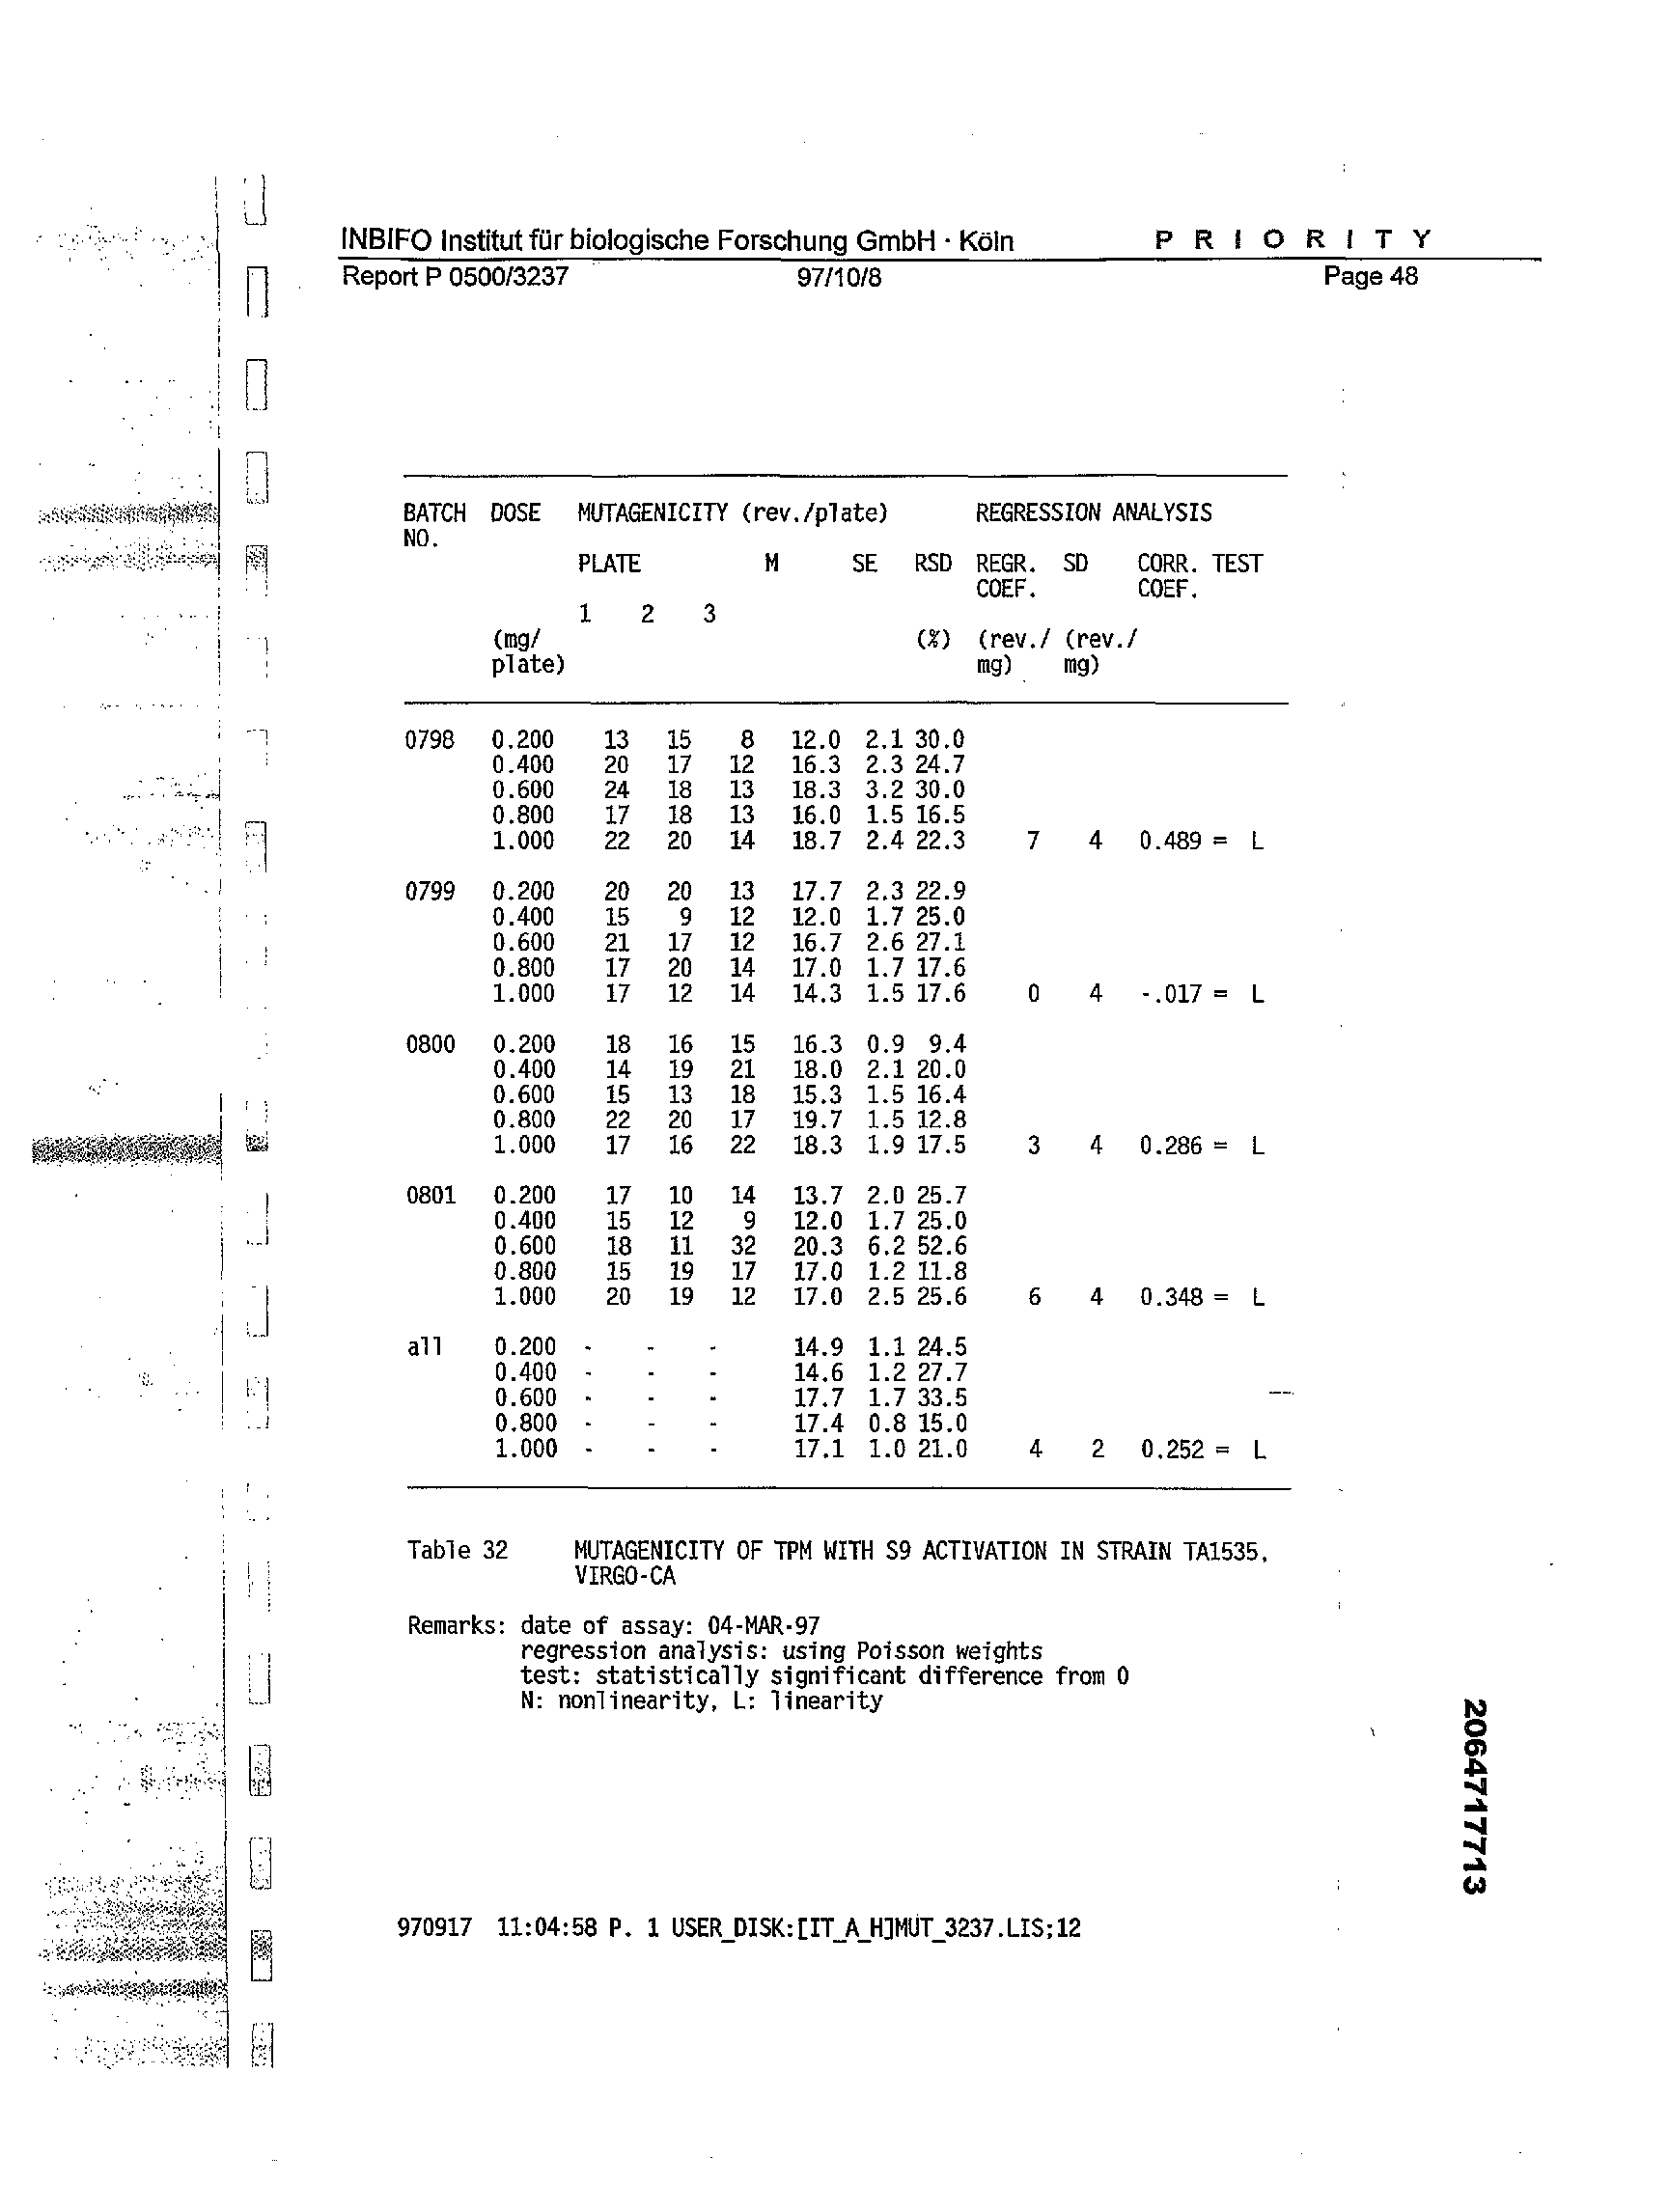 INBIFO Institut für biologische Forschung GmbH · Köln P R I O R I T Y
Report P 0500/3237 97/10/8 Page 48
BATCH DOSE MUTAGENICITY (rev./plate) REGRESSION ANALYSIS
NO.
PLATE M SE RSD REGR. SD CORR. TEST
COEF. COEF.
1 2 3
(mg/ (%) (rev./ (rev./
plate) mg) mg)
0798 0.200 13 15 8 12.0 2.1 30.0
0.400 20 17 12 16.3 2.3 24.7
0.600 24 18 13 18.3 3.2 30.0
0.800 17 18 13 16.0 1.5 16.5
1.000 22 20 14 18.7 2.4 22.3 7 4 0.489 = L
0799 0.200 20 20 13 17.7 2.3 22.9
0.400 15 9 12 12.0 1.7 25.0
0.600 21 17 12 16.7 2.6 27.1
0.800 17 20 14 17.0 1.7 17.6
1.000 17 12 14 14.3 1.5 17.6 0 4 -.017 = L
0800 0.200 18 16 15 16.3 0.9 9.4
0.400 14 19 21 18.0 2.1 20.0
0.600 15 13 18 15.3 1.5 16.4
0.800 22 20 17 19.7 1.5 12.8
1.000 17 16 22 18.3 1.9 17.5 3 4 0.286 = L
0801 0.200 17 10 14 13.7 2.0 25.7
0.400 15 12 9 12.0 1.7 25.0
0.600 18 11 32 20.3 6.2 52.6
0.800 15 19 17 17.0 1.2 11.8
1.000 20 19 12 17.0 2.5 25.6 6 4 0.348 = L
all 0.200 - - - 14.9 1.1 24.5
0.400 - - - 14.6 1.2 27.7
0.600 - - - 17.7 1.7 33.5
0.800 - - - 17.4 0.8 15.0
1.000 - - - 17.1 1.0 21.0 4 2 0.252 = L
Table 32 MUTAGENICITY OF TPM WITH S9 ACTIVATION IN STRAIN TA1535,
VIRGO-CA
Remarks: date of assay: 04-MAR-97
regression analysis: using Poisson weights
test: statistically significant difference from 0
N: nonlinearity, L: linearity
2064717713
970917 11:04:58 P. 1 USER_DISK:[IT_A_H]MUT_3237.LIS;12